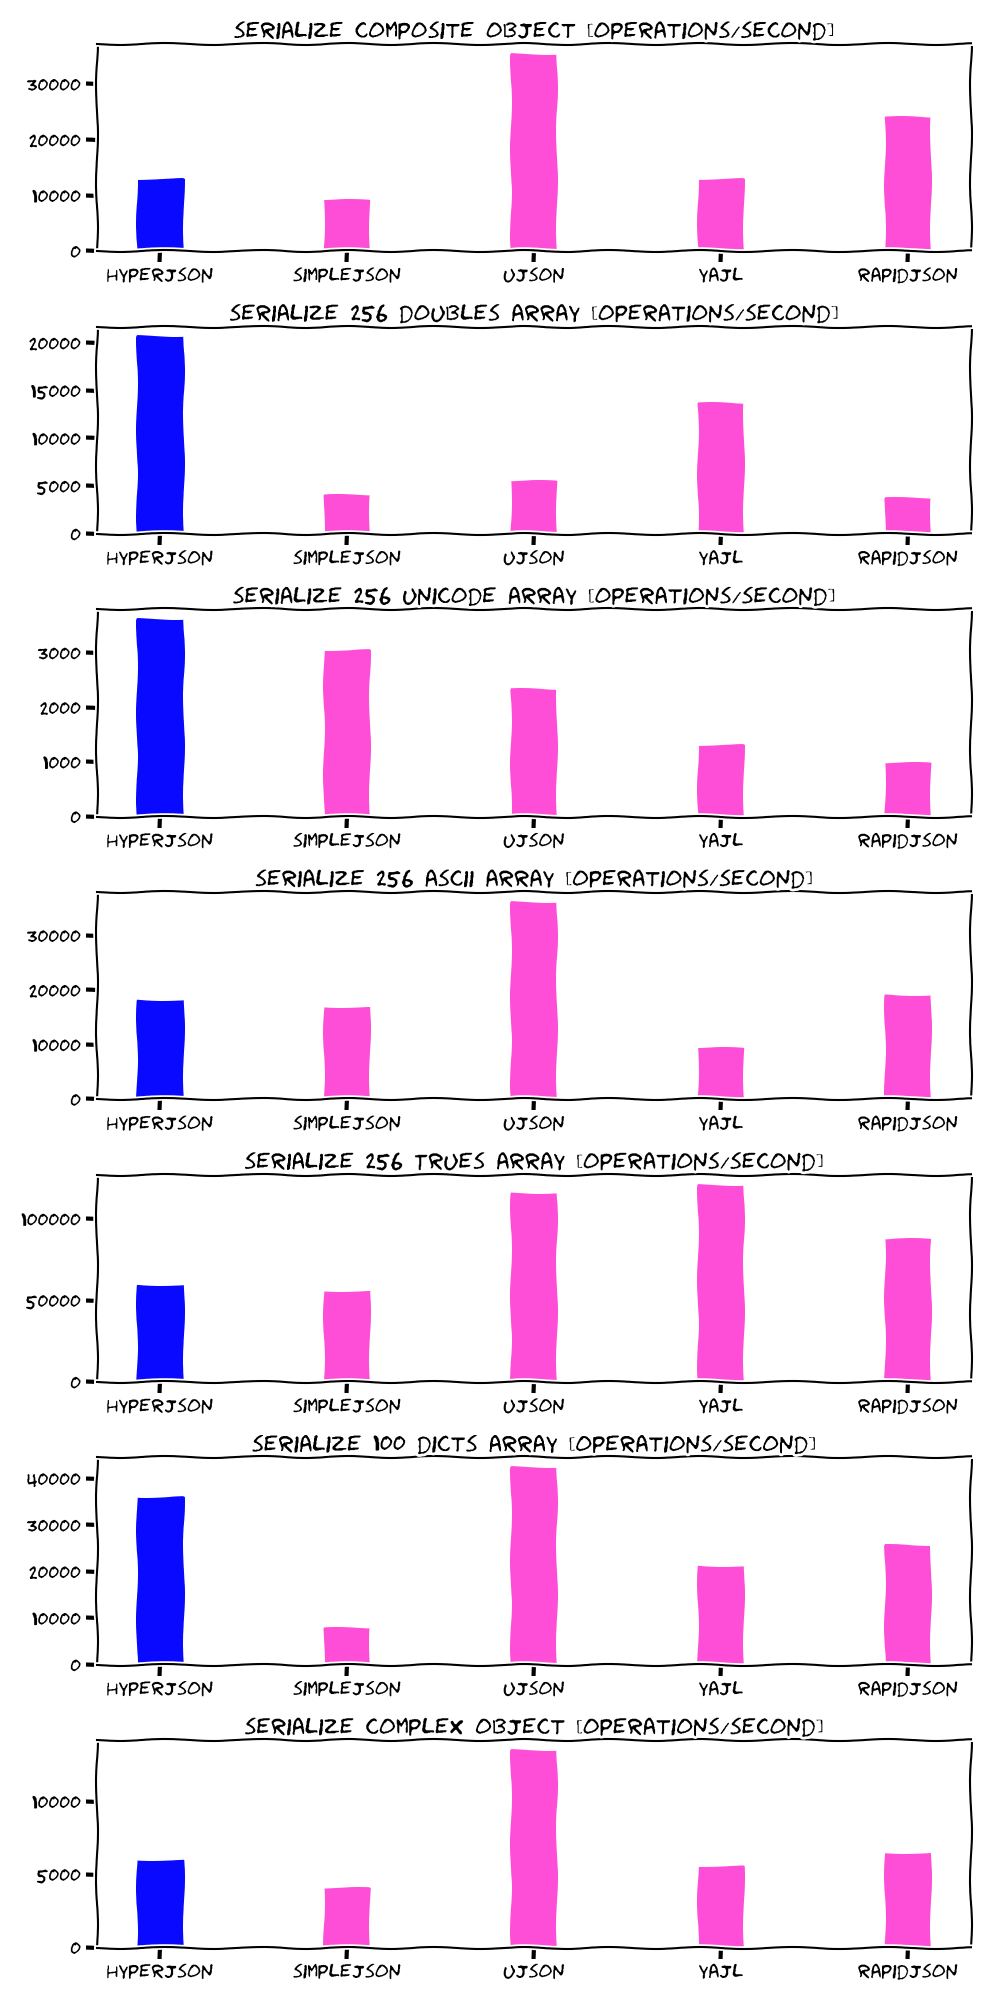 SERIALIZE COMPOSITE OBJECT [OPERATIONS/SECOND]
30000
20000
10000
0
HYPERJSON SIMPLEJSON UJSON YAJL RAPIDJSON
SERIALIZE 256 DOUBLES ARRAY [OPERATIONS/SECOND]
20000
15000
10000
5000
0
HYPERJSON SIMPLEJSON UJSON YAJL RAPIDJSON
SERIALIZE 256 UNICODE ARRAY [OPERATIONS/SECOND]
3000
2000
1000
0
HYPERJSON SIMPLEJSON UJSON YAJL RAPIDJSON
SERIALIZE 256 ASCII ARRAY [OPERATIONS/SECOND]
30000
20000
10000
0
HYPERJSON SIMPLEJSON UJSON YAJL RAPIDJSON
SERIALIZE 256 TRUES ARRAY [OPERATIONS/SECOND]
100000
50000
0
HYPERJSON SIMPLEJSON UJSON YAJL RAPIDJSON
SERIALIZE 100 DICTS ARRAY [OPERATIONS/SECOND]
40000
30000
20000
10000
0
HYPERJSON SIMPLEJSON UJSON YAJL RAPIDJSON
SERIALIZE COMPLEX OBJECT [OPERATIONS/SECOND]
10000
5000
0
HYPERJSON SIMPLEJSON UJSON YAJL RAPIDJSON